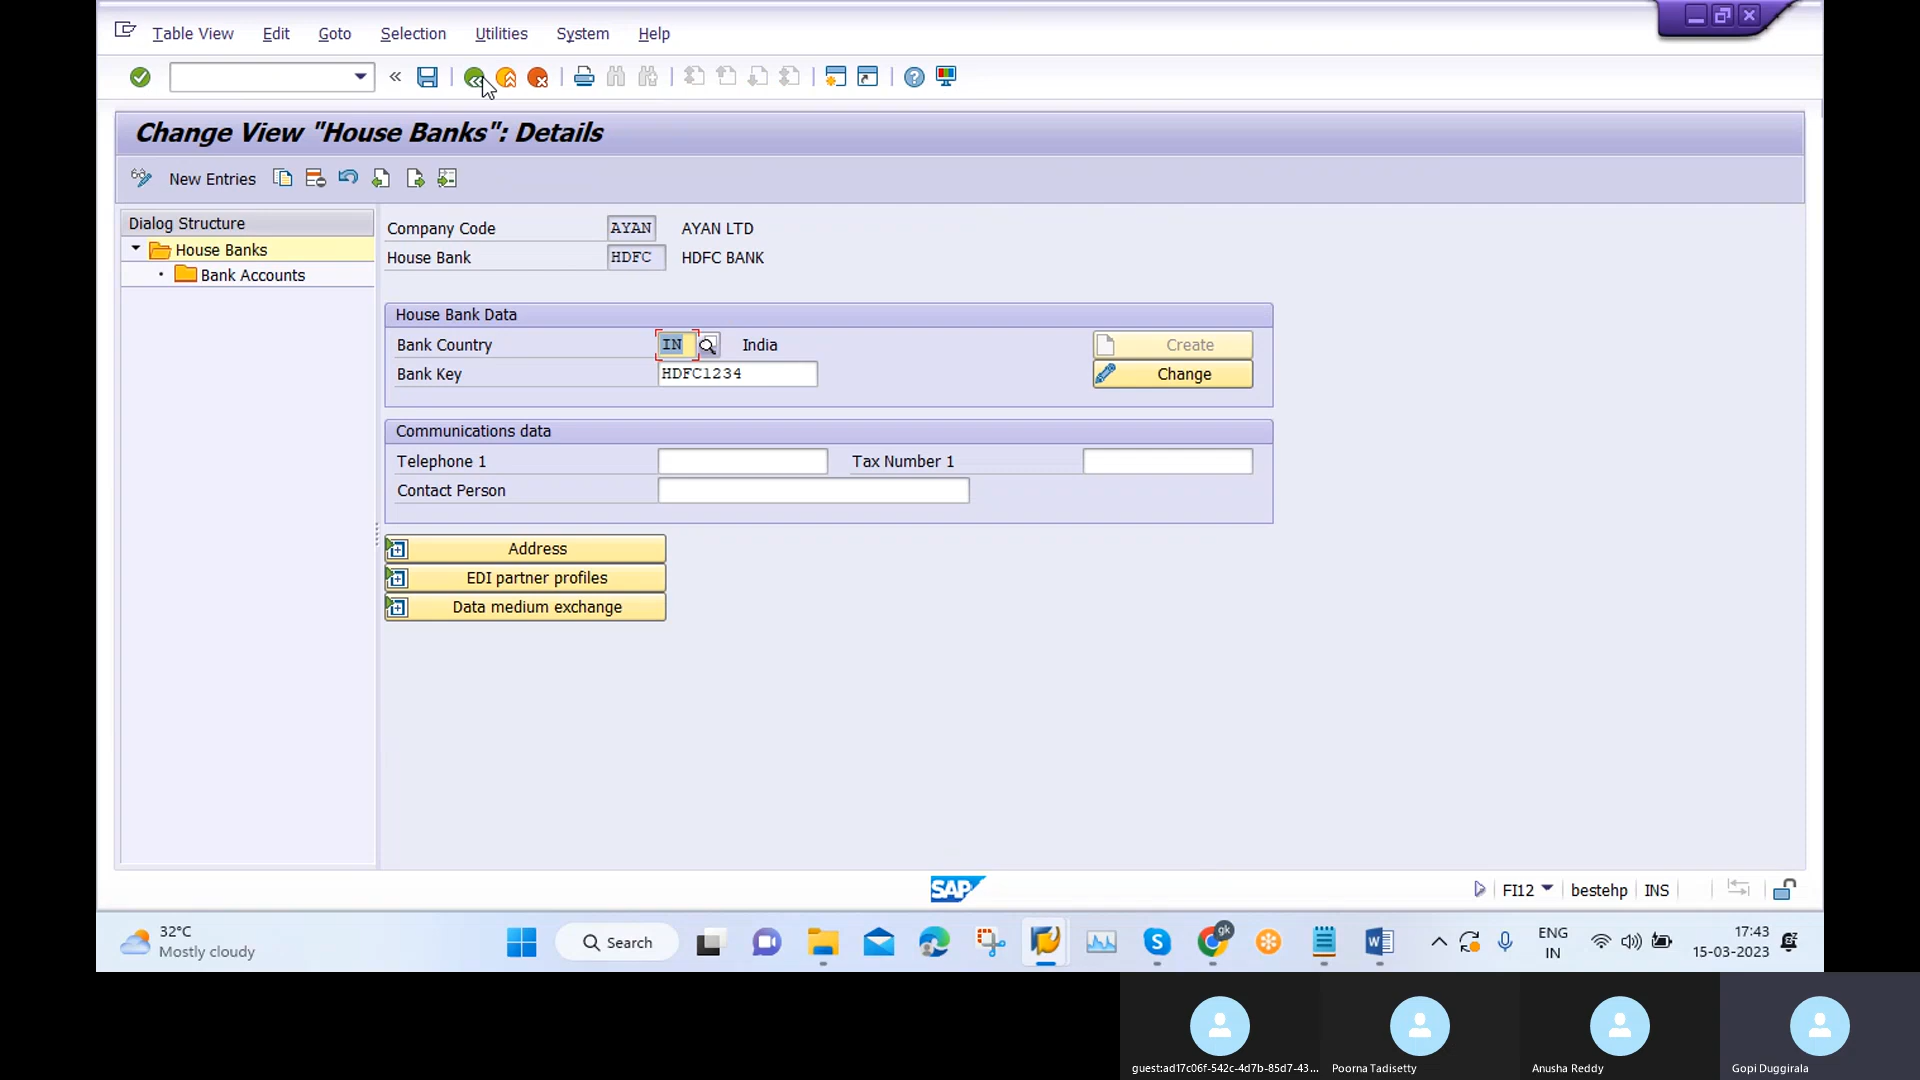 Table View Edit Goto Selection Utilities System Help
Change View "House Banks": Details
New Entries
Dialog Structure
House Banks
Bank Accounts
Company Code AYAN AYAN LTD
House Bank HDFC HDFC BANK
House Bank Data
Bank Country IN India Create
Bank Key HDFC1234 Change
Communications data
Telephone 1 Tax Number 1
Contact Person
Address
EDI partner profiles
Data medium exchange
SAP FI12 bestehp INS
32°C
Mostly cloudy
Search
gk
ENG
IN
17:43
15-03-2023
guest:ad17c06f-542c-4d7b-85d7-43... Poorna Tadisetty Anusha Reddy Gopi Duggirala